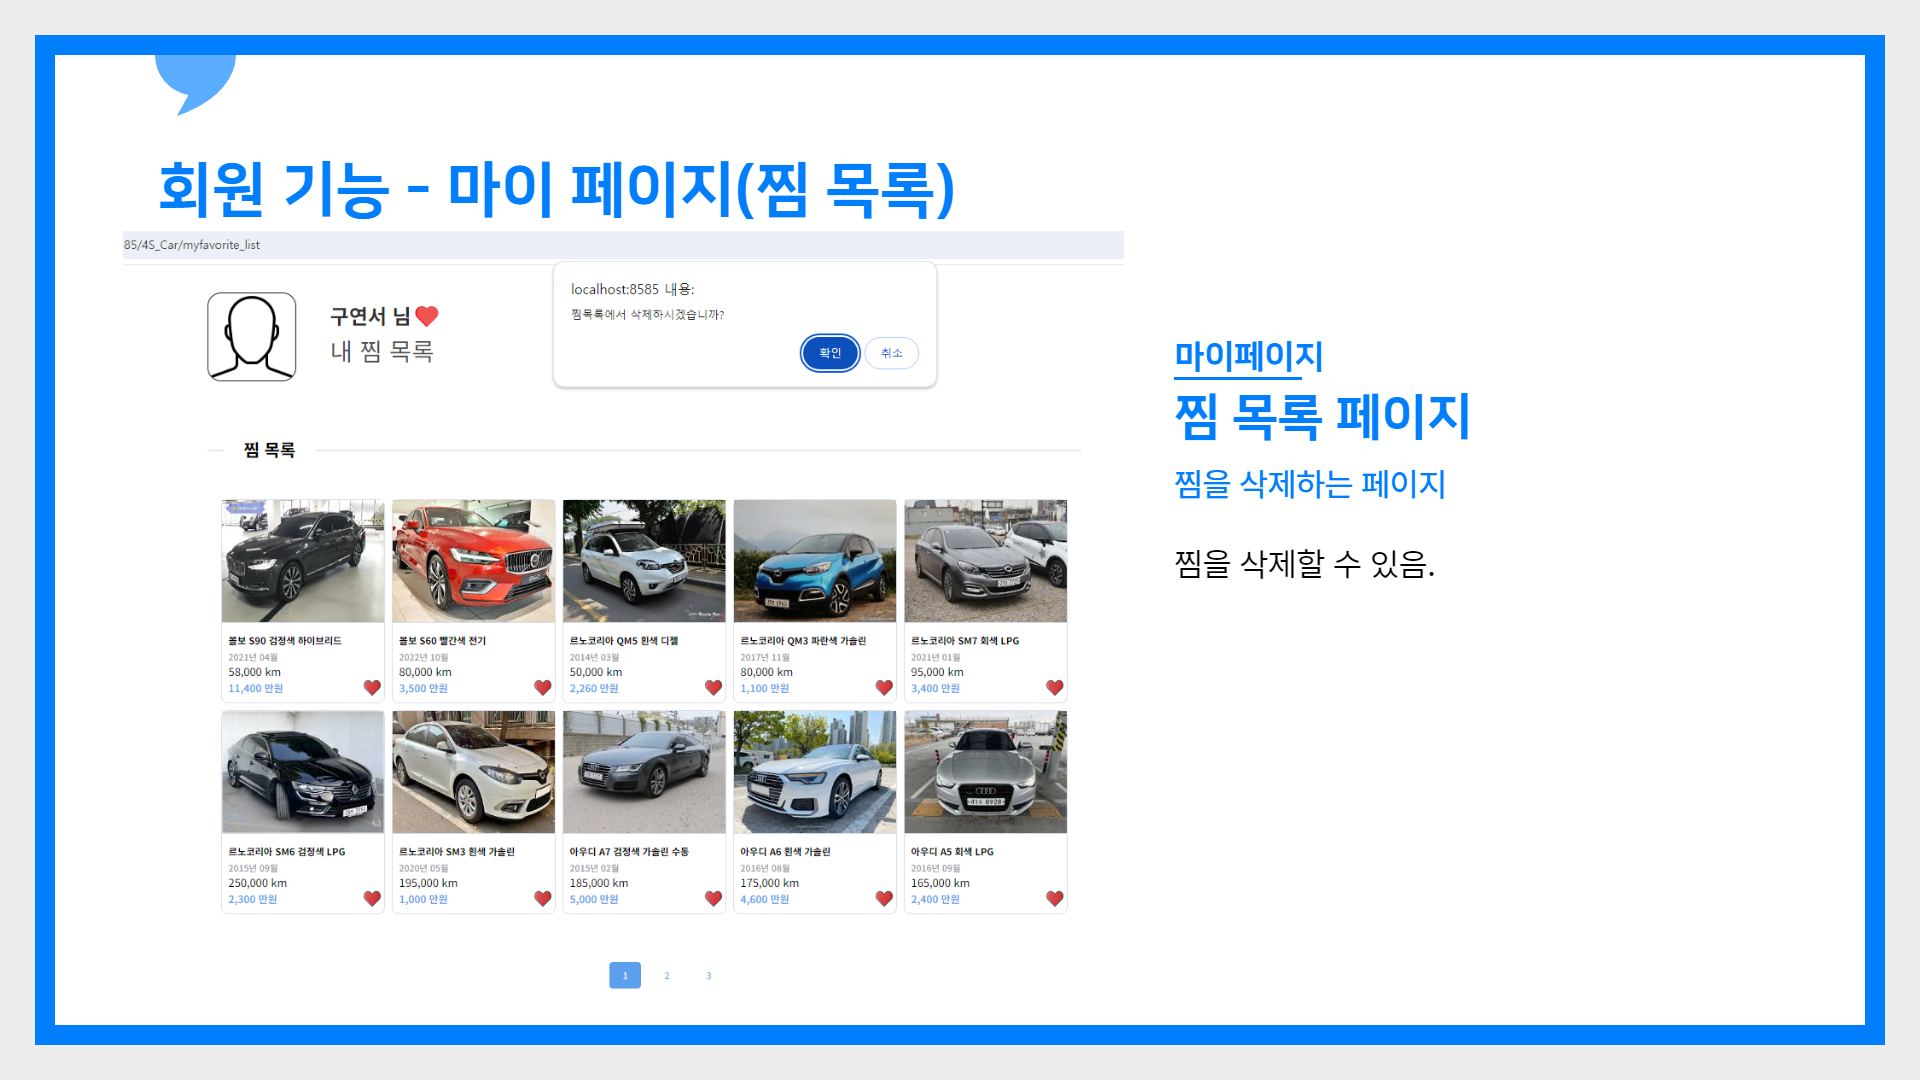 회원 기능 - 마이 페이지(찜 목록)
85/4S_Car/myfavorite_list
localhost:8585 내용:
찜목록에서 삭제하시겠습니까?
확인
취소
구연서 님
내 찜 목록
찜 목록
볼보 S90 검정색 하이브리드
2021년 04월
58,000 km
11,400 만원
볼보 S60 빨간색 전기
2022년 10월
80,000 km
3,500 만원
르노코리아 QM5 흰색 디젤
2014년 03월
50,000 km
2,260 만원
르노코리아 QM3 파란색 가솔린
2017년 11월
80,000 km
1,100 만원
르노코리아 SM7 회색 LPG
2021년 01월
95,000 km
3,400 만원
르노코리아 SM6 검정색 LPG
2015년 09월
250,000 km
2,300 만원
르노코리아 SM3 흰색 가솔린
2020년 05월
195,000 km
1,000 만원
아우디 A7 검정색 가솔린 수동
2015년 02월
185,000 km
5,000 만원
아우디 A6 흰색 가솔린
2016년 08월
175,000 km
4,600 만원
아우디 A5 회색 LPG
2016년 09월
165,000 km
2,400 만원
1 2 3
마이페이지
찜 목록 페이지
찜을 삭제하는 페이지
찜을 삭제할 수 있음.